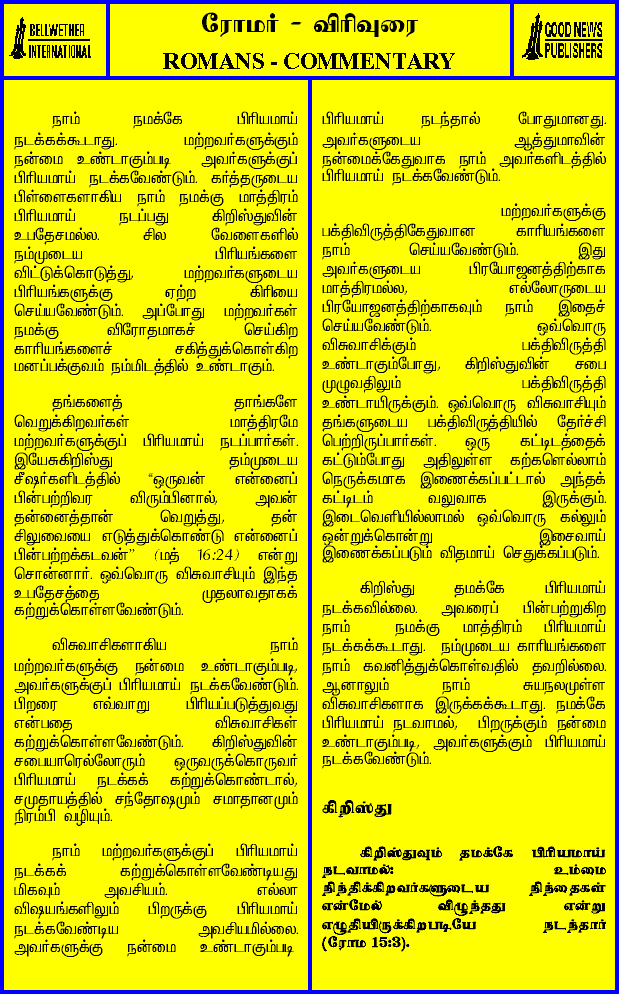 BELLWETHER
INTERNATIONAL
ரோமர் - விரிவுரை
ROMANS - COMMENTARY
GOOD NEWS
PUBLISHERS
நாம் நமக்கே பிரியமாய்
நடக்கக்கூடாது. மற்றவர்களுக்கும்
நன்மை உண்டாகும்படி அவர்களுக்குப்
பிரியமாய் நடக்கவேண்டும். கர்த்தருடைய
பிள்ளைகளாகிய நாம் நமக்கு மாத்திரம்
பிரியமாய் நடப்பது கிறிஸ்துவின்
உபதேசமல்ல. சில வேளைகளில்
நம்முடைய பிரியங்களை
விட்டுக்கொடுத்து, மற்றவர்களுடைய
பிரியங்களுக்கு ஏற்ற கிரியை
செய்யவேண்டும். அப்போது மற்றவர்கள்
நமக்கு விரோதமாகச் செய்கிற
காரியங்களைச் சகித்துக்கொள்கிற
மனப்பக்குவம் நம்மிடத்தில் உண்டாகும்.
தங்களைத் தாங்களே
வெறுக்கிறவர்கள் மாத்திரமே
மற்றவர்களுக்குப் பிரியமாய் நடப்பார்கள்.
இயேசுகிறிஸ்து தம்முடைய
சீஷர்களிடத்தில் “ஒருவன் என்னைப்
பின்பற்றிவர விரும்பினால், அவன்
தன்னைத்தான் வெறுத்து, தன்
சிலுவையை எடுத்துக்கொண்டு என்னைப்
பின்பற்றக்கடவன்” (மத் 16:24) என்று
சொன்னார். ஒவ்வொரு விசுவாசியும் இந்த
உபதேசத்தை முதலாவதாகக்
கற்றுக்கொள்ளவேண்டும்.
விசுவாசிகளாகிய நாம்
மற்றவர்களுக்கு நன்மை உண்டாகும்படி,
அவர்களுக்குப் பிரியமாய் நடக்கவேண்டும்.
பிறரை எவ்வாறு பிரியப்படுத்துவது
என்பதை விசுவாசிகள்
கற்றுக்கொள்ளவேண்டும். கிறிஸ்துவின்
சபையாரெல்லோரும் ஒருவருக்கொருவர்
பிரியமாய் நடக்கக் கற்றுக்கொண்டால்,
சமுதாயத்தில் சந்தோஷமும் சமாதானமும்
நிரம்பி வழியும்.
நாம் மற்றவர்களுக்குப் பிரியமாய்
நடக்கக் கற்றுக்கொள்ளவேண்டியது
மிகவும் அவசியம். எல்லா
விஷயங்களிலும் பிறருக்கு பிரியமாய்
நடக்கவேண்டிய அவசியமில்லை.
அவர்களுக்கு நன்மை உண்டாகும்படி
பிரியமாய் நடந்தால் போதுமானது.
அவர்களுடைய ஆத்துமாவின்
நன்மைக்கேதுவாக நாம் அவர்களிடத்தில்
பிரியமாய் நடக்கவேண்டும்.
மற்றவர்களுக்கு
பக்திவிருத்திகேதுவான காரியங்களை
நாம் செய்யவேண்டும். இது
அவர்களுடைய பிரயோஜனத்திற்காக
மாத்திரமல்ல, எல்லோருடைய
பிரயோஜனத்திற்காகவும் நாம் இதைச்
செய்யவேண்டும். ஒவ்வொரு
விசுவாசிக்கும் பக்திவிருத்தி
உண்டாகும்போது, கிறிஸ்துவின் சபை
முழுவதிலும் பக்திவிருத்தி
உண்டாயிருக்கும். ஒவ்வொரு விசுவாசியும்
தங்களுடைய பக்திவிருத்தியில் தேர்ச்சி
பெற்றிருப்பார்கள். ஒரு கட்டிடத்தைக்
கட்டும்போது அதிலுள்ள கற்களெல்லாம்
நெருக்கமாக இணைக்கப்பட்டால் அந்தக்
கட்டிடம் வலுவாக இருக்கும்.
இடைவெளியில்லாமல் ஒவ்வொரு கல்லும்
ஒன்றுக்கொன்று இசைவாய்
இணைக்கப்படும் விதமாய் செதுக்கப்படும்.
கிறிஸ்து தமக்கே பிரியமாய்
நடக்கவில்லை. அவரைப் பின்பற்றுகிற
நாம் நமக்கு மாத்திரம் பிரியமாய்
நடக்கக்கூடாது. நம்முடைய காரியங்களை
நாம் கவனித்துக்கொள்வதில் தவறில்லை.
ஆனாலும் நாம் சுயநலமுள்ள
விசுவாசிகளாக இருக்கக்கூடாது. நமக்கே
பிரியமாய் நடவாமல், பிறருக்கும் நன்மை
உண்டாகும்படி, அவர்களுக்கும் பிரியமாய்
நடக்கவேண்டும்.
கிறிஸ்து
கிறிஸ்துவும் தமக்கே பிரியமாய்
நடவாமல்: உம்மை
நிந்திக்கிறவர்களுடைய நிந்தைகள்
என்மேல் விழுந்தது என்று
எழுதியிருக்கிறபடியே நடந்தார்
(ரோம 15:3).